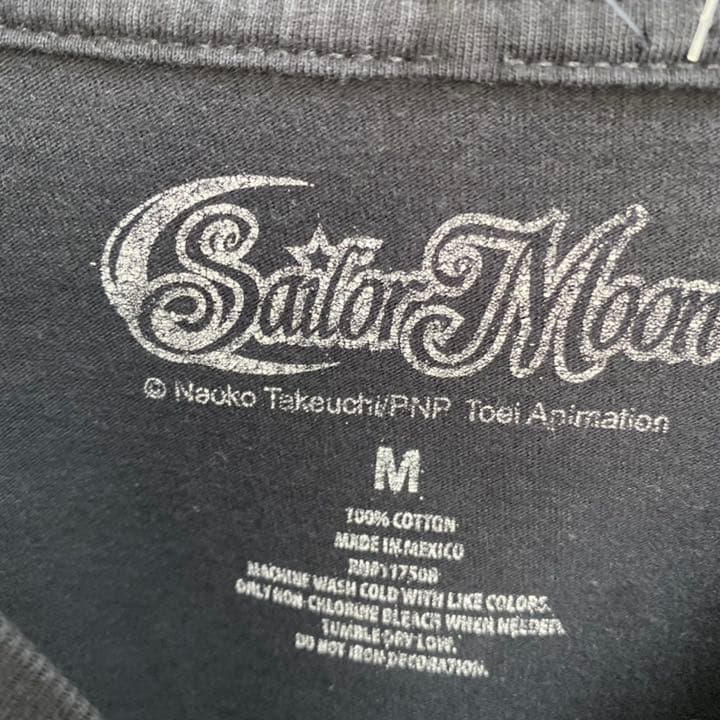 Sailor Moon
© Naoko Takeuchi/PNP Toei Animation
M
100% COTTON
MADE IN MEXICO
MACHINE WASH COLD WITH LIKE COLORS.
ONLY NON-CHLORINE BLEACH WHEN NEEDED.
TUMBLE DRY LOW.
DO NOT IRON DECORATION.